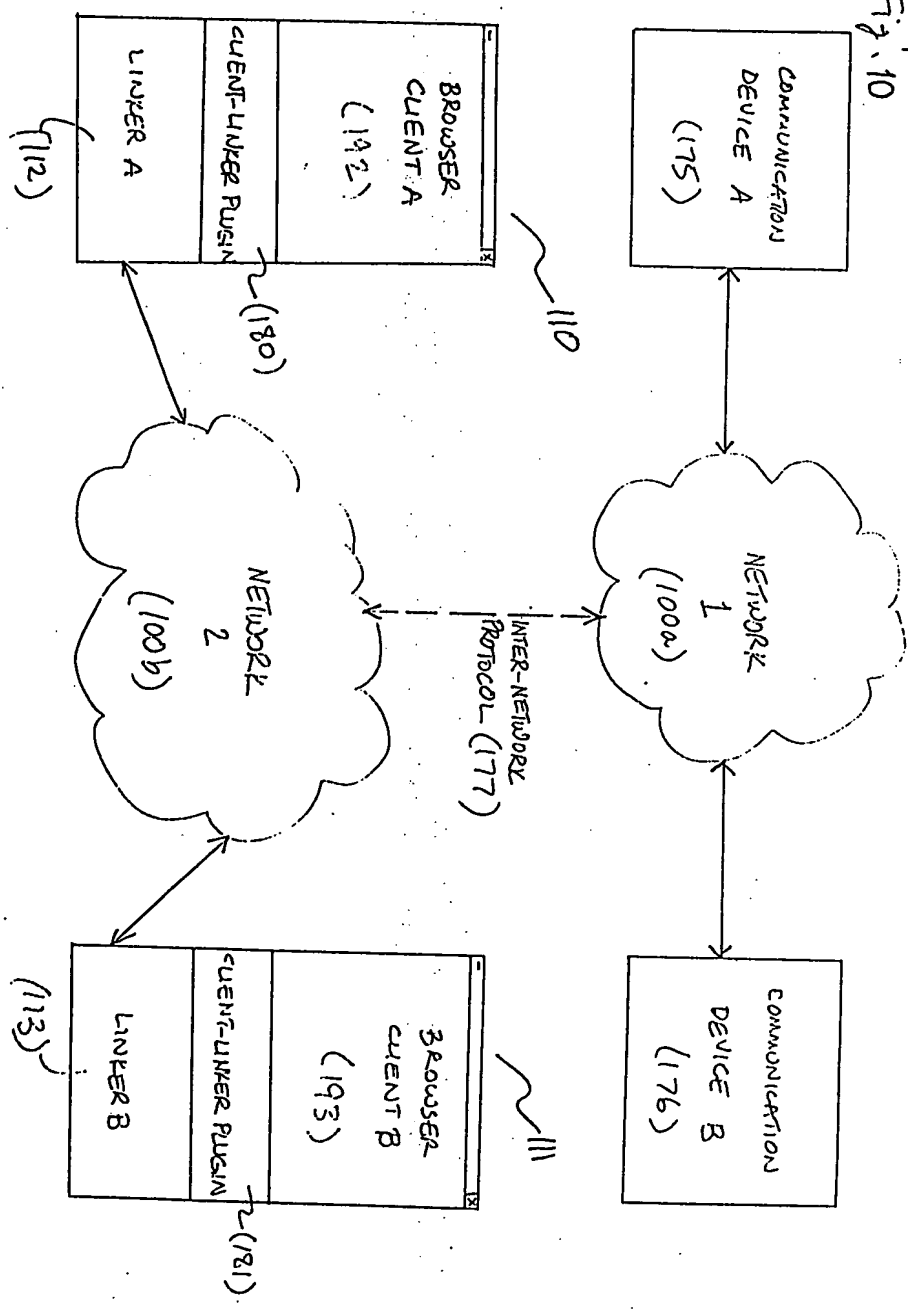 Fig. 10
COMMUNICATION
DEVICE A
(175)
NETWORK
1
(100a)
COMMUNICATION
DEVICE B
(176)
INTER-NETWORK
PROTOCOL (177)
110
BROWSER
CLIENT A
(192)
CLIENT-LINKER PLUGIN
(180)
LINKER A
(112)
NETWORK
2
(100b)
111
BROWSER
CLIENT B
(193)
CLIENT-LINKER PLUGIN
(181)
LINKER B
(113)